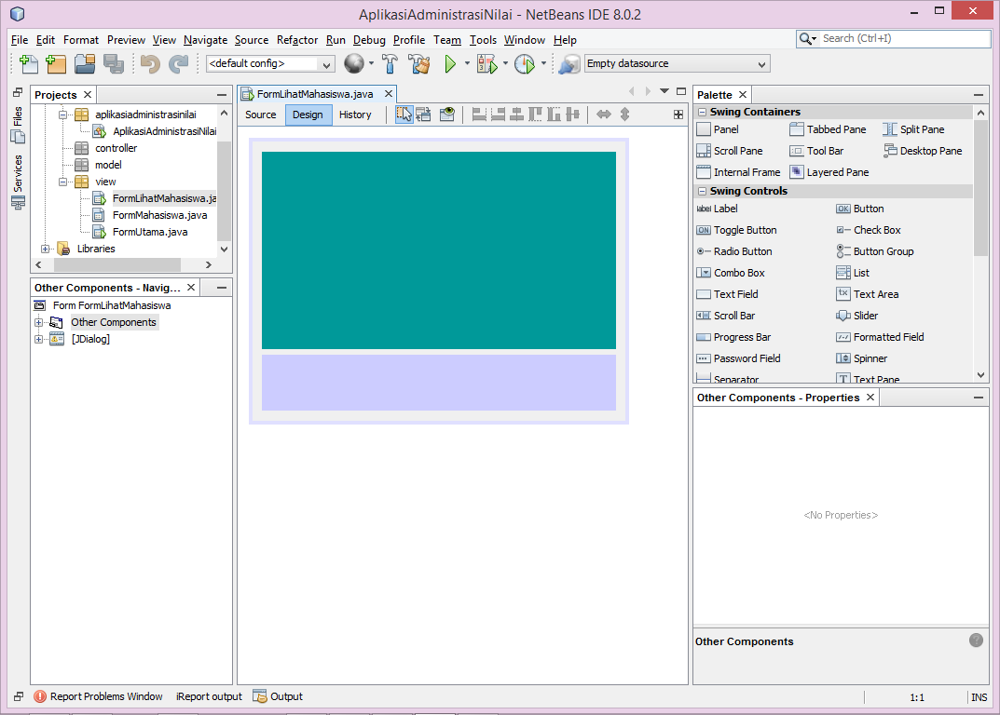 AplikasiAdministrasiNilai - NetBeans IDE 8.0.2
File Edit Format Preview View Navigate Source Refactor Run Debug Profile Team Tools Window Help
Search (Ctrl+I)
<default config>
Empty datasource
Files
Services
Projects
aplikasiadministrasinilai
AplikasiAdministrasiNilai
controller
model
view
FormLihatMahasiswa.ja
FormMahasiswa.java
FormUtama.java
Libraries
Other Components - Navig...
Form FormLihatMahasiswa
Other Components
[JDialog]
FormLihatMahasiswa.java
Source Design History
Palette
Swing Containers
Panel Tabbed Pane Split Pane
Scroll Pane Tool Bar Desktop Pane
Internal Frame Layered Pane
Swing Controls
label Label OK Button
ON Toggle Button Check Box
Radio Button Button Group
Combo Box List
Text Field Text Area
Scroll Bar Slider
Progress Bar Formatted Field
Password Field Spinner
Separator Text Pane
Other Components - Properties
<No Properties>
Other Components
Report Problems Window iReport output Output
1:1 INS